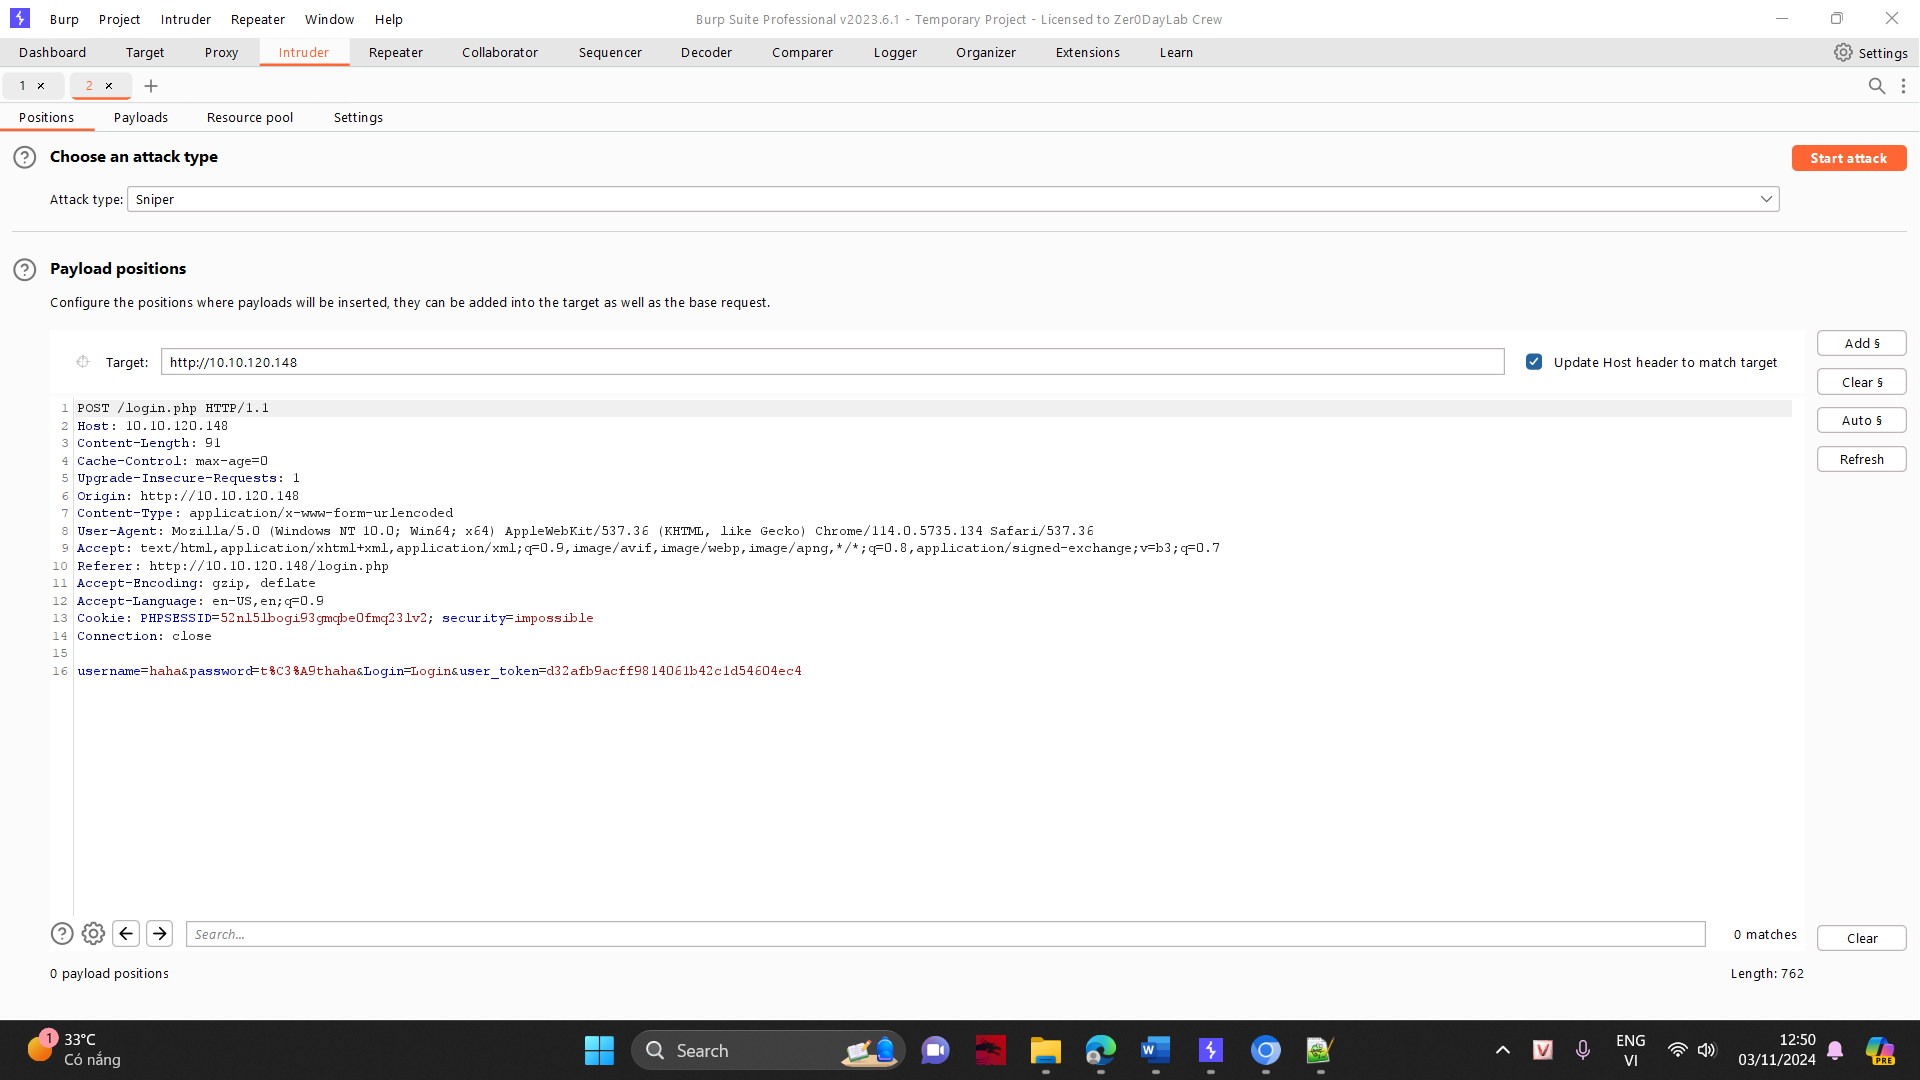 Burp Project Intruder Repeater Window Help
Burp Suite Professional v2023.6.1 - Temporary Project - Licensed to Zer0DayLab Crew
Dashboard Target Proxy Intruder Repeater Collaborator Sequencer Decoder Comparer Logger Organizer Extensions Learn Settings
1 × 2 × +
Positions Payloads Resource pool Settings
Choose an attack type
Start attack
Attack type: Sniper
Payload positions
Configure the positions where payloads will be inserted, they can be added into the target as well as the base request.
Target: http://10.10.120.148
Update Host header to match target
Add §
Clear §
Auto §
Refresh
1 POST /login.php HTTP/1.1
2 Host: 10.10.120.148
3 Content-Length: 91
4 Cache-Control: max-age=0
5 Upgrade-Insecure-Requests: 1
6 Origin: http://10.10.120.148
7 Content-Type: application/x-www-form-urlencoded
8 User-Agent: Mozilla/5.0 (Windows NT 10.0; Win64; x64) AppleWebKit/537.36 (KHTML, like Gecko) Chrome/114.0.5735.134 Safari/537.36
9 Accept: text/html,application/xhtml+xml,application/xml;q=0.9,image/avif,image/webp,image/apng,*/*;q=0.8,application/signed-exchange;v=b3;q=0.7
10 Referer: http://10.10.120.148/login.php
11 Accept-Encoding: gzip, deflate
12 Accept-Language: en-US,en;q=0.9
13 Cookie: PHPSESSID=52nl5lbogi93gmqbe0fmq23lv2; security=impossible
14 Connection: close
15
16 username=haha&password=t%C3%A9thaha&Login=Login&user_token=d32afb9acff9814061b42c1d54604ec4
Search...
0 matches
Clear
0 payload positions
Length: 762
1
33°C
Có nắng
Search
PRE
ENG
VI
12:50
03/11/2024